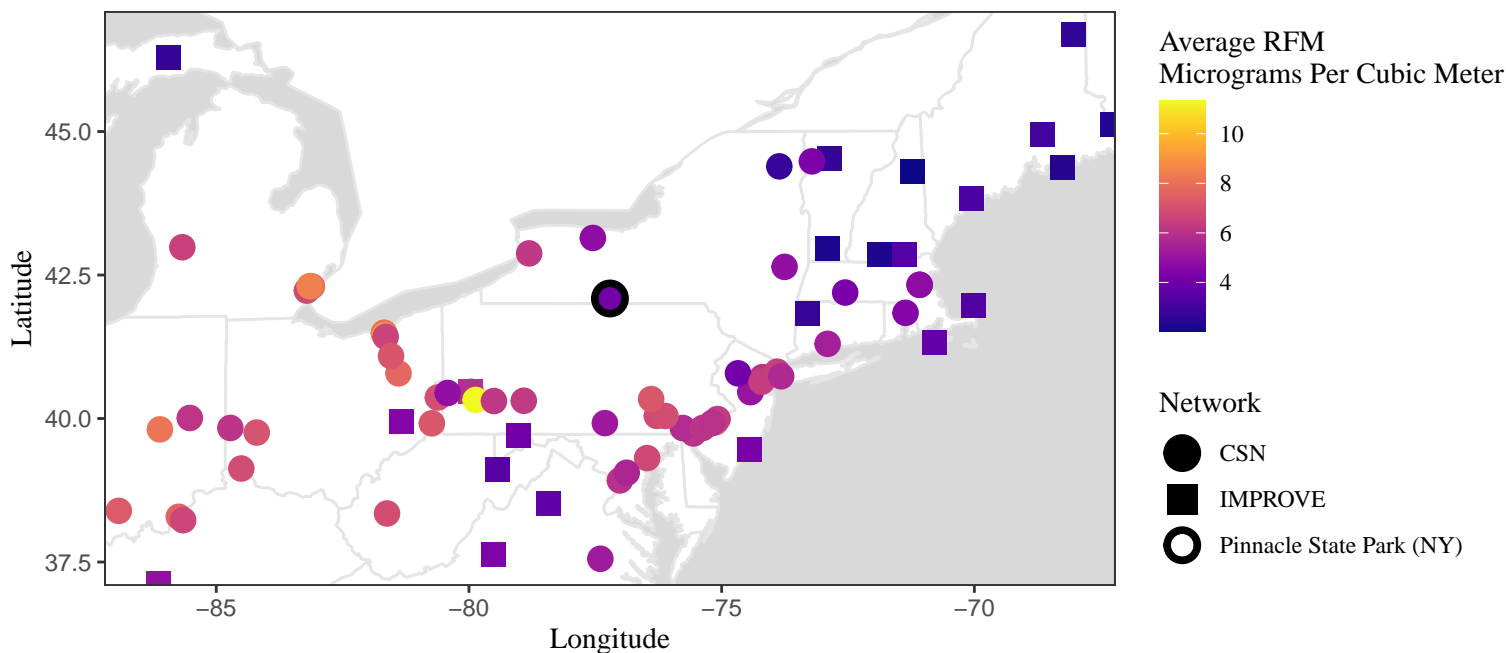 45.0
42.5
40.0
37.5
Latitude
−85
−80
−75
−70
Longitude
Average RFM
Micrograms Per Cubic Meter
10
8
6
4
Network
CSN
IMPROVE
Pinnacle State Park (NY)